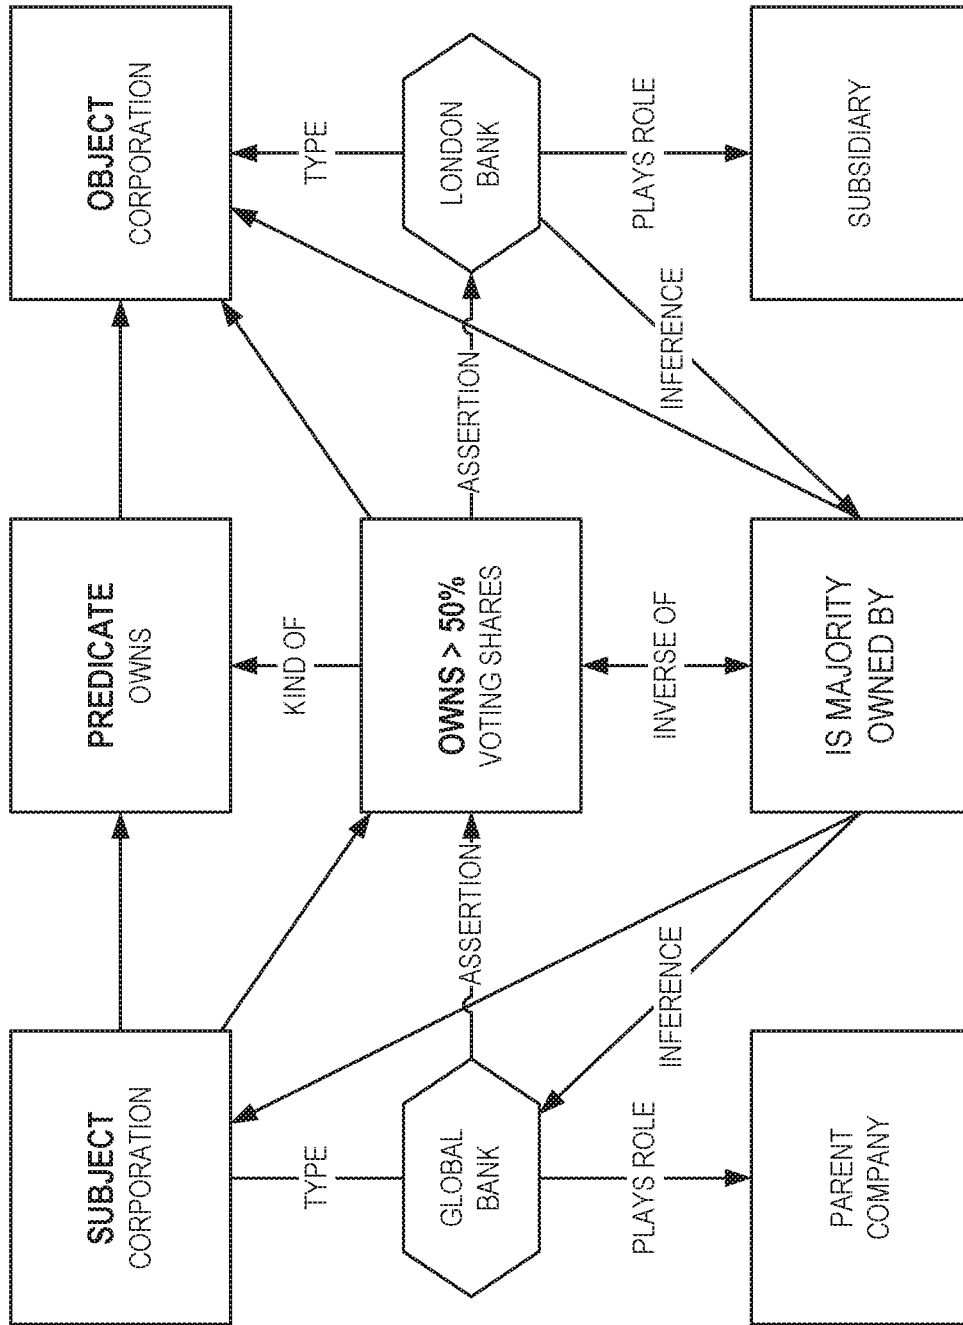 SUBJECT
CORPORATION
PREDICATE
OWNS
OBJECT
CORPORATION
TYPE
KIND OF
TYPE
GLOBAL
BANK
ASSERTION
OWNS > 50%
VOTING SHARES
ASSERTION
LONDON
BANK
PLAYS ROLE
INFERENCE
INVERSE OF
INFERENCE
PLAYS ROLE
PARENT
COMPANY
IS MAJORITY
OWNED BY
SUBSIDIARY